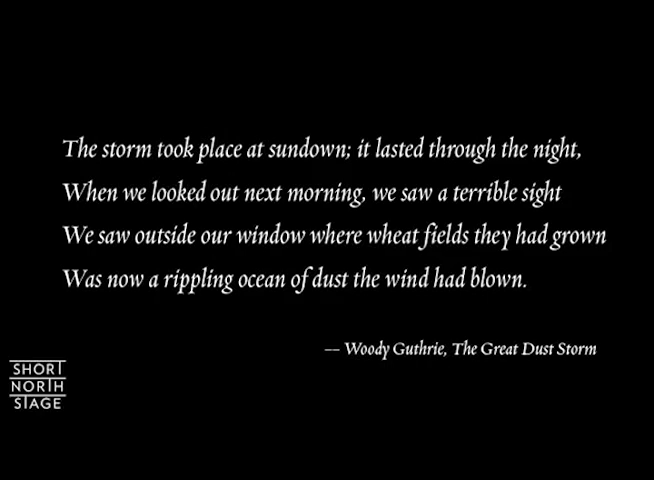 The storm took place at sundown; it lasted through the night,
When we looked out next morning, we saw a terrible sight
We saw outside our window where wheat fields they had grown
Was now a rippling ocean of dust the wind had blown.
— Woody Guthrie, The Great Dust Storm
SHORT
NORTH
STAGE